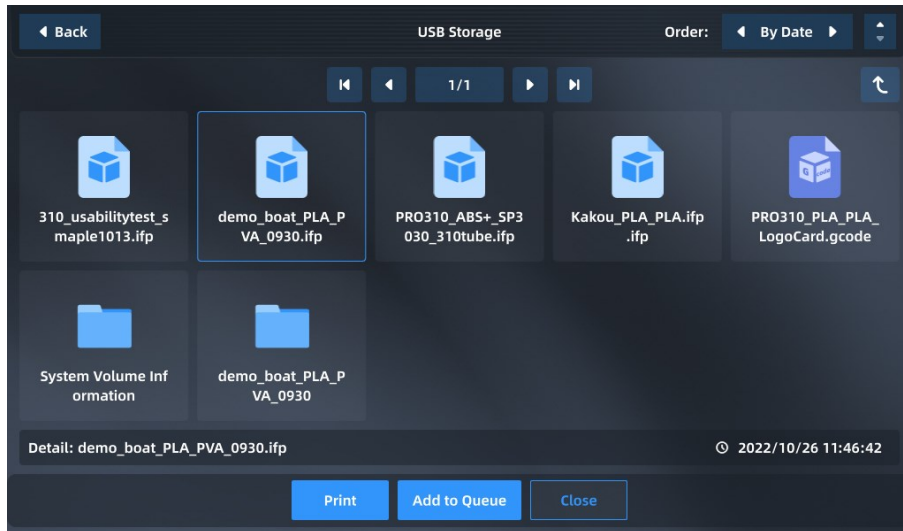 Back
USB Storage
Order:
By Date
1/1
310_usabilitytest_s
maple1013.ifp
demo_boat_PLA_P
VA_0930.ifp
PRO310_ABS+_SP3
030_310tube.ifp
Kakou_PLA_PLA.ifp
.ifp
G code
PRO310_PLA_PLA_
LogoCard.gcode
System Volume Inf
ormation
demo_boat_PLA_P
VA_0930
Detail: demo_boat_PLA_PVA_0930.ifp
2022/10/26 11:46:42
Print
Add to Queue
Close